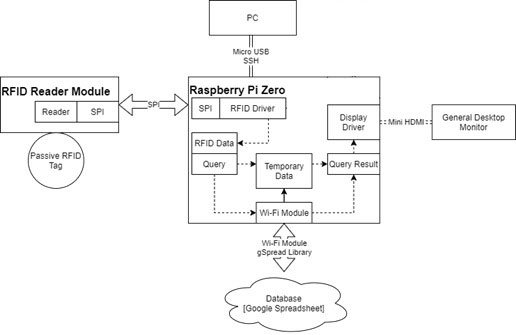 PC
Micro USB
SSH
RFID Reader Module
Reader
SPI
Passive RFID
Tag
SPI
Raspberry Pi Zero
SPI
RFID Driver
RFID Data
Query
Temporary
Data
Wi-Fi Module
Display
Driver
Query Result
Mini HDMI
General Desktop
Monitor
Wi-Fi Module
gSpread Library
Database
[Google Spreadsheet]